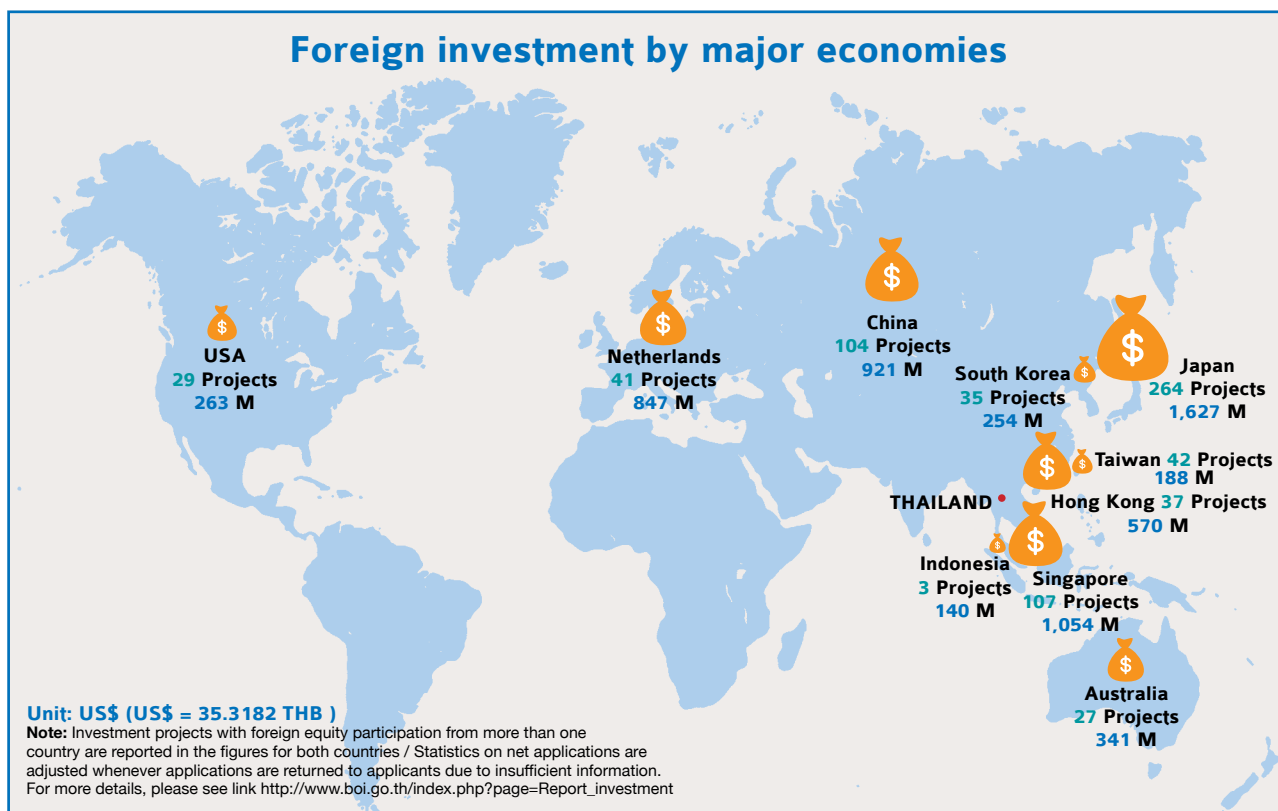 Foreign investment by major economies
$
USA
29 Projects
263 M
$
Netherlands
41 Projects
847 M
$
China
104 Projects
921 M
$
South Korea
35 Projects
254 M
$
Japan
264 Projects
1,627 M
$
Taiwan 42 Projects
188 M
$
Hong Kong 37 Projects
570 M
THAILAND
$
Indonesia
3 Projects
140 M
$
Singapore
107 Projects
1,054 M
$
Australia
27 Projects
341 M
Unit: US$ (US$ = 35.3182 THB )
Note: Investment projects with foreign equity participation from more than one
country are reported in the figures for both countries / Statistics on net applications are
adjusted whenever applications are returned to applicants due to insufficient information.
For more details, please see link http://www.boi.go.th/index.php?page=Report_investment